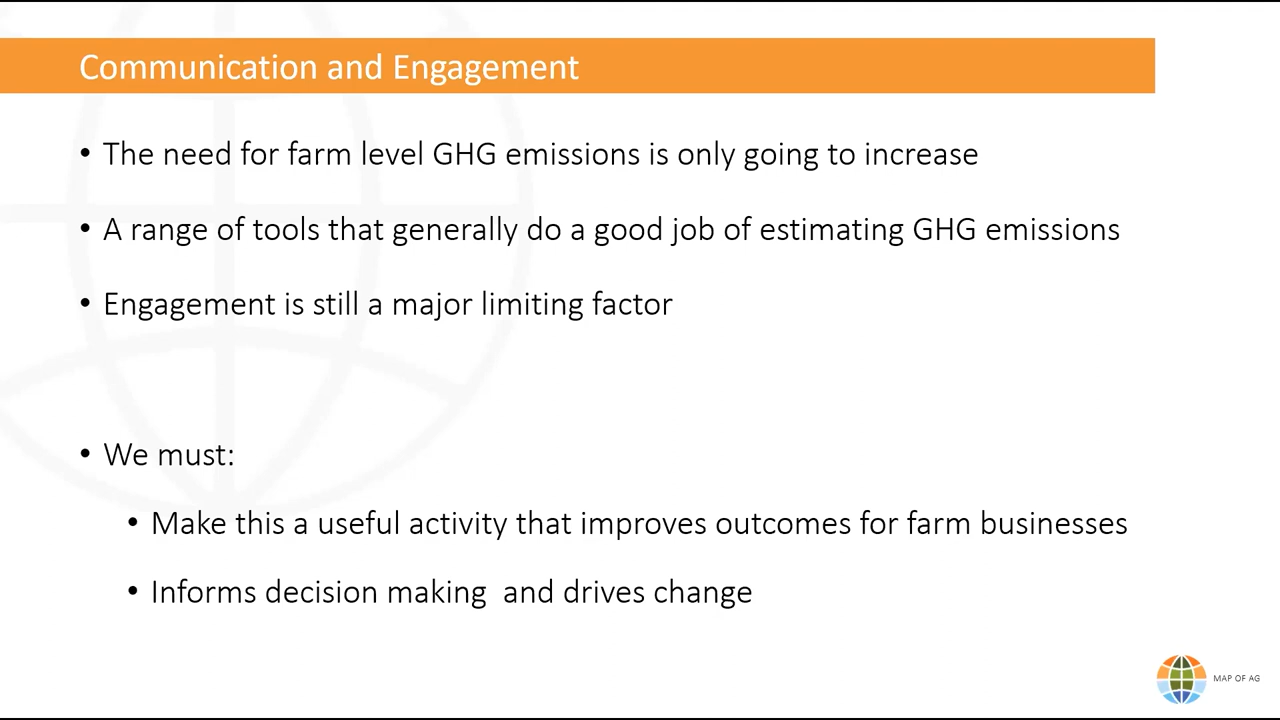 Communication and Engagement
• The need for farm level GHG emissions is only going to increase
• A range of tools that generally do a good job of estimating GHG emissions
• Engagement is still a major limiting factor
• We must:
• Make this a useful activity that improves outcomes for farm businesses
• Informs decision making  and drives change
MAP OF AG